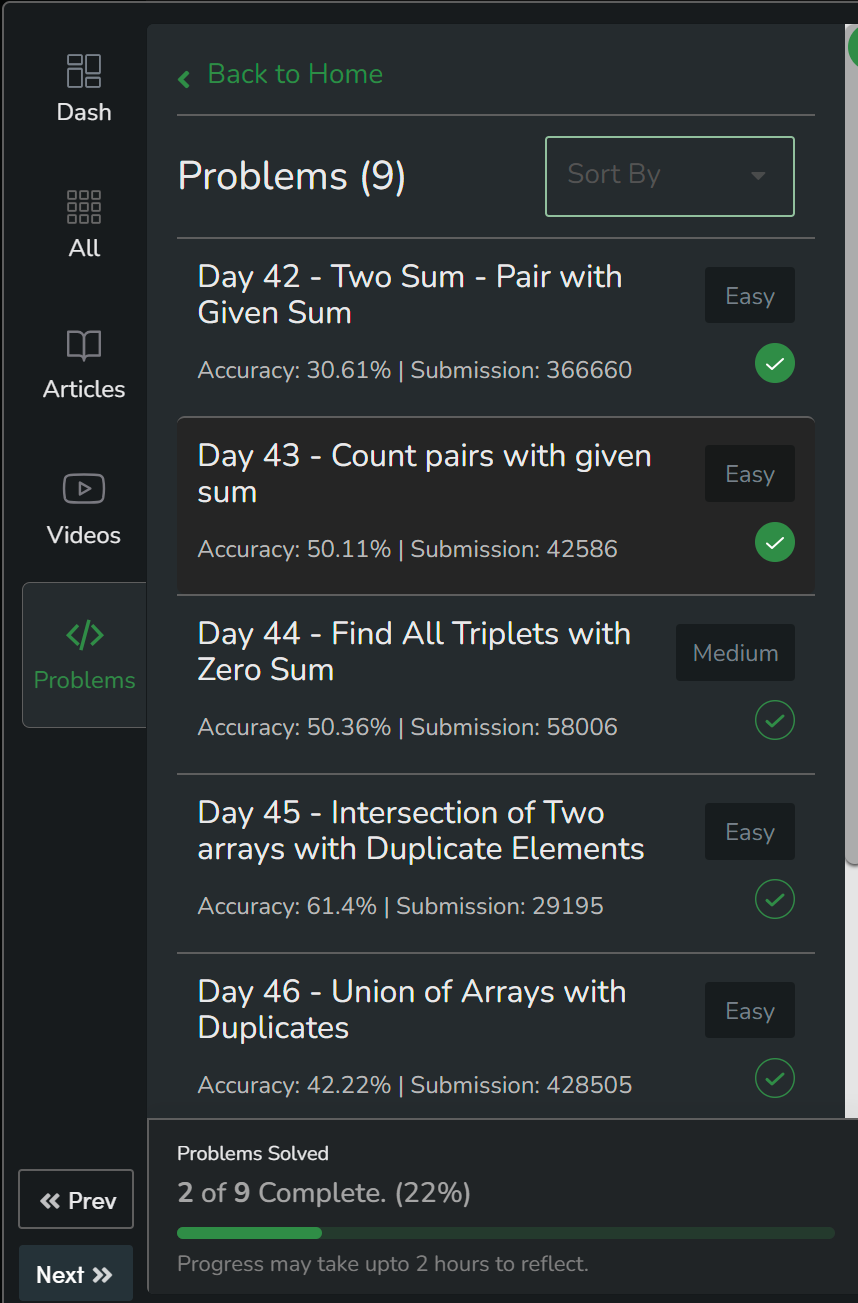 Dash
All
Articles
Videos
Problems
Prev
Next
Back to Home
Problems (9)
Sort By
Day 42 - Two Sum - Pair with
Given Sum
Easy
Accuracy: 30.61% | Submission: 366660
Day 43 - Count pairs with given
sum
Easy
Accuracy: 50.11% | Submission: 42586
Day 44 - Find All Triplets with
Zero Sum
Medium
Accuracy: 50.36% | Submission: 58006
Day 45 - Intersection of Two
arrays with Duplicate Elements
Easy
Accuracy: 61.4% | Submission: 29195
Day 46 - Union of Arrays with
Duplicates
Easy
Accuracy: 42.22% | Submission: 428505
Problems Solved
2 of 9 Complete. (22%)
Progress may take upto 2 hours to reflect.